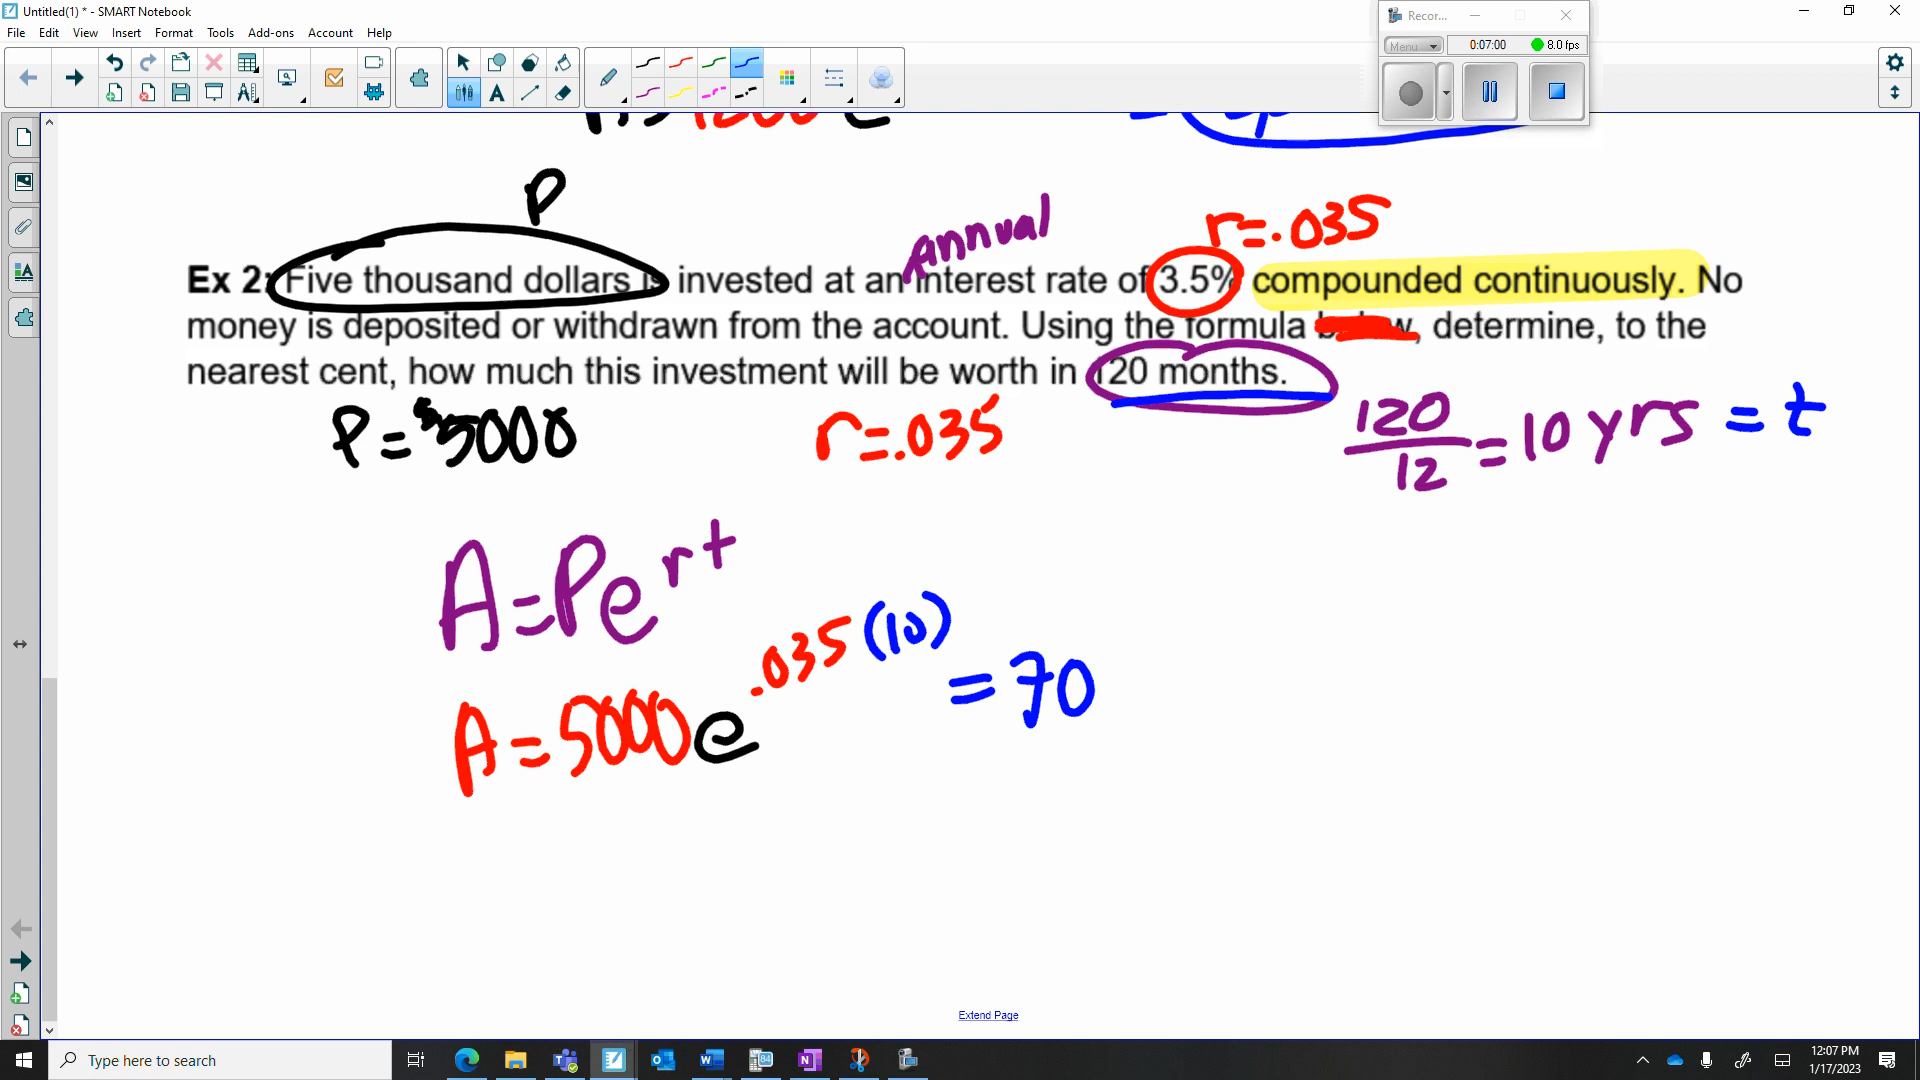 Untitled(1) * - SMART Notebook
File Edit View Insert Format Tools Add-ons Account Help
Recor...
Menu
0:07:00
8.0 fps
P
Annual
r=.035
Ex 2: Five thousand dollars is invested at an interest rate of 3.5% compounded continuously. No
money is deposited or withdrawn from the account. Using the formula , determine, to the
nearest cent, how much this investment will be worth in 120 months.
P = $5000
r=.035
120/12 = 10 yrs = t
A=Pe^rt
A=5000e^.035(10) = 70
Extend Page
Type here to search
84
12:07 PM
1/17/2023